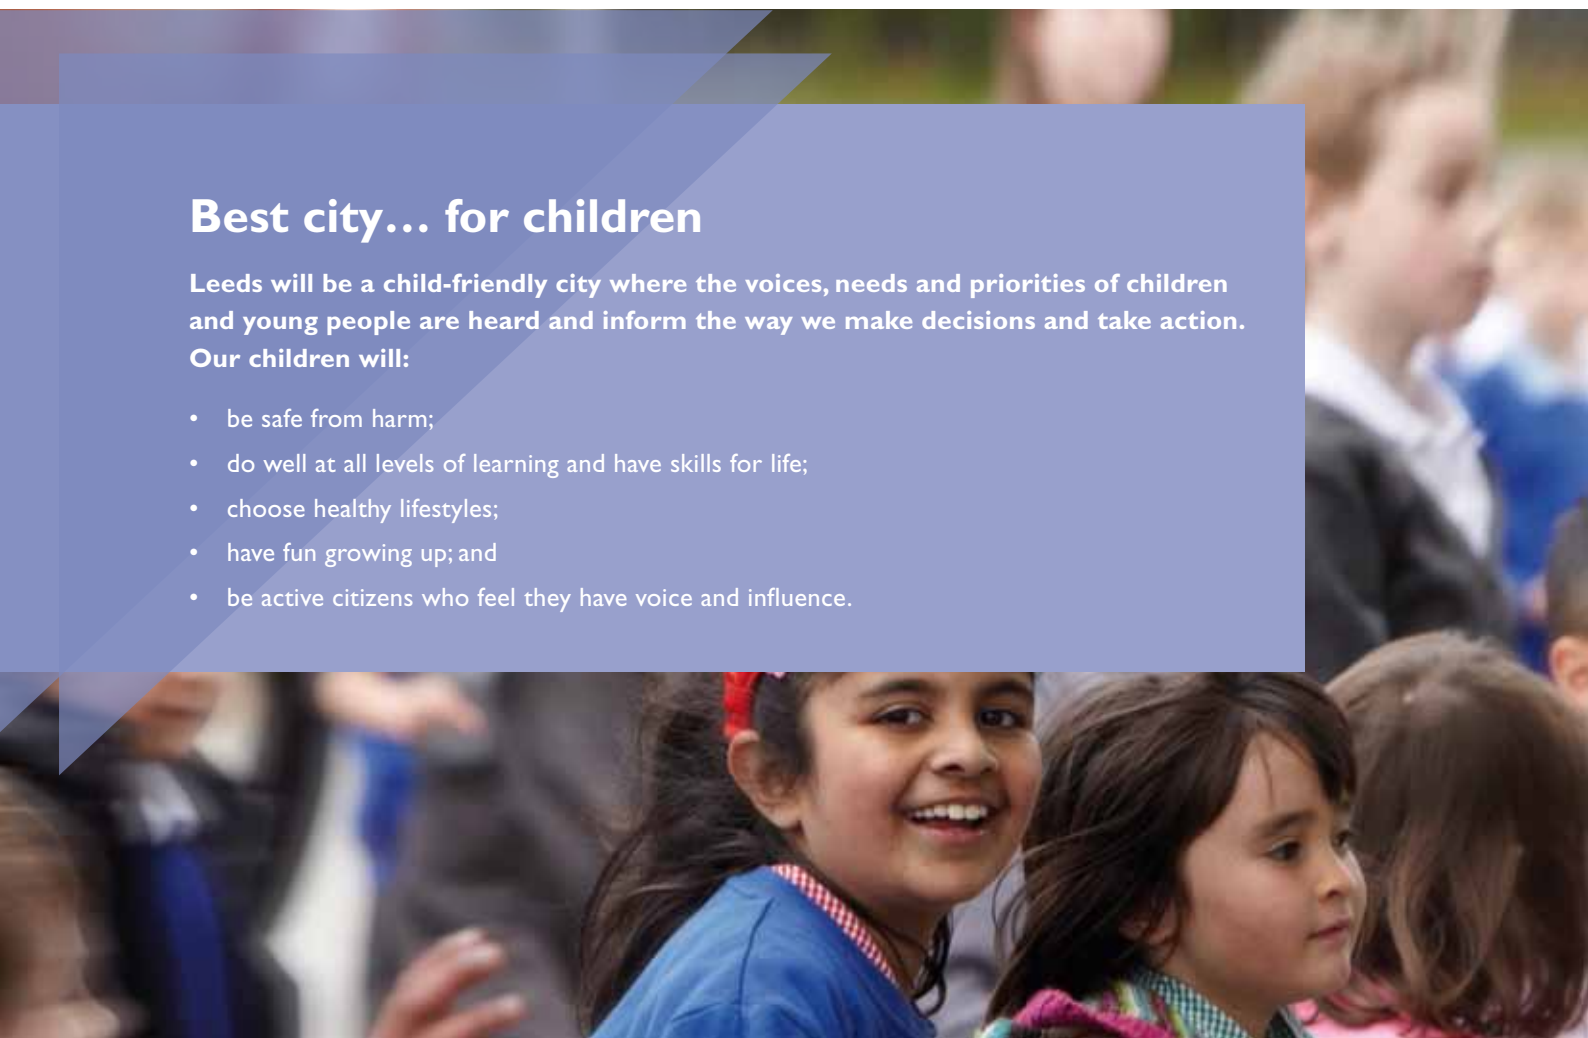 Best city… for children
Leeds will be a child-friendly city where the voices, needs and priorities of children
and young people are heard and inform the way we make decisions and take action.
Our children will:
• be safe from harm;
• do well at all levels of learning and have skills for life;
• choose healthy lifestyles;
• have fun growing up; and
• be active citizens who feel they have voice and influence.